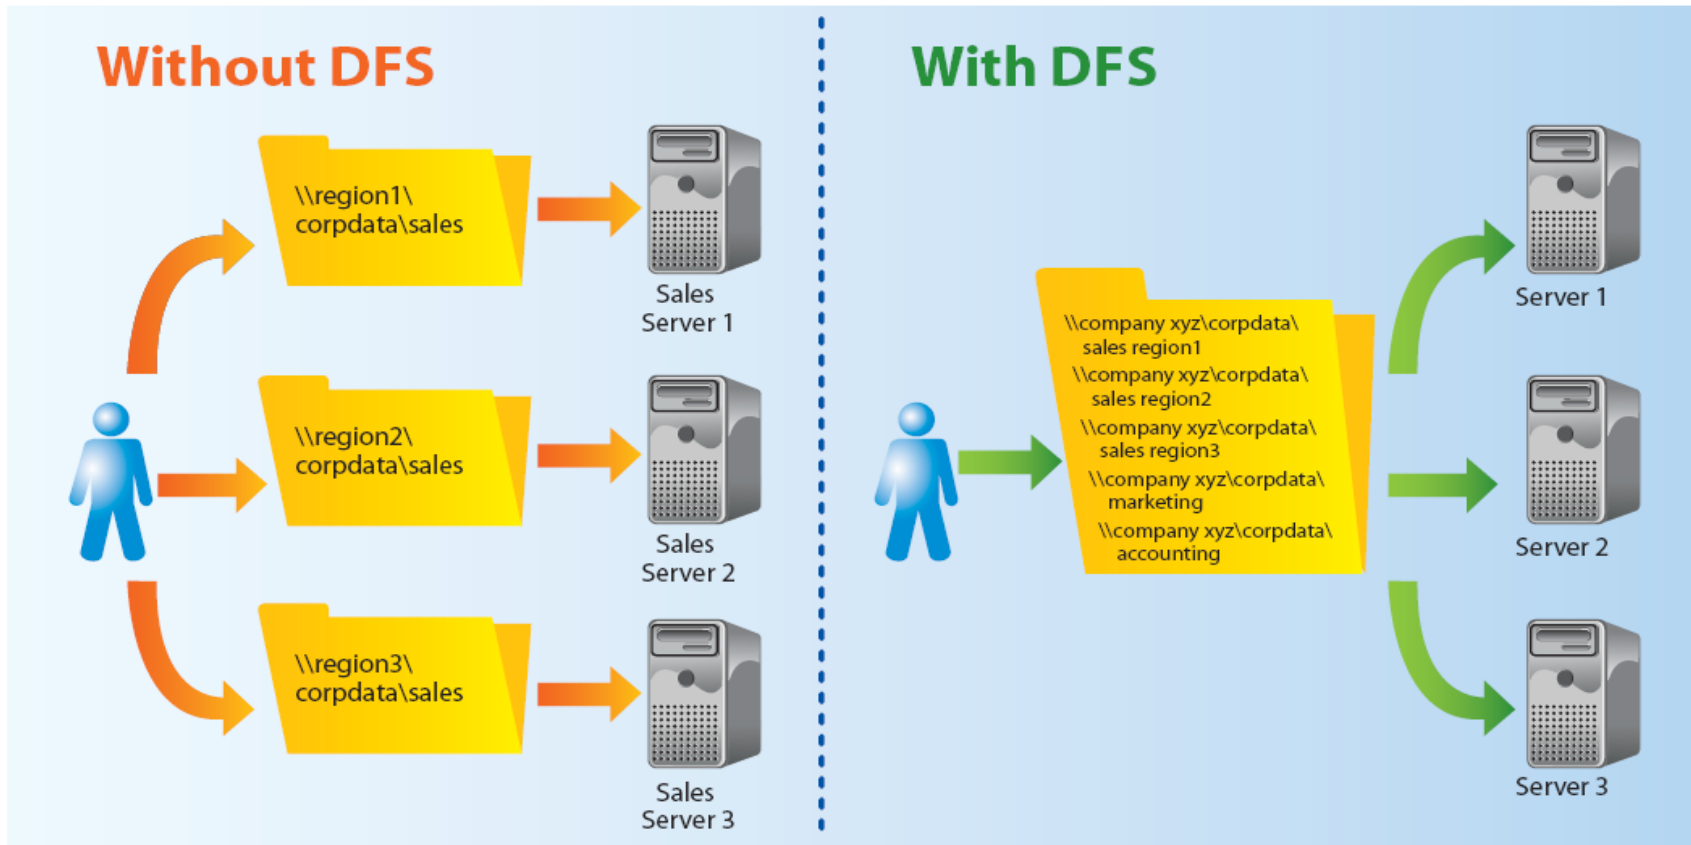 Without DFS
\\region1\
corpdata\sales
Sales
Server 1
\\region2\
corpdata\sales
Sales
Server 2
\\region3\
corpdata\sales
Sales
Server 3
With DFS
\\company xyz\corpdata\
sales region1
\\company xyz\corpdata\
sales region2
\\company xyz\corpdata\
sales region3
\\company xyz\corpdata\
marketing
\\company xyz\corpdata\
accounting
Server 1
Server 2
Server 3